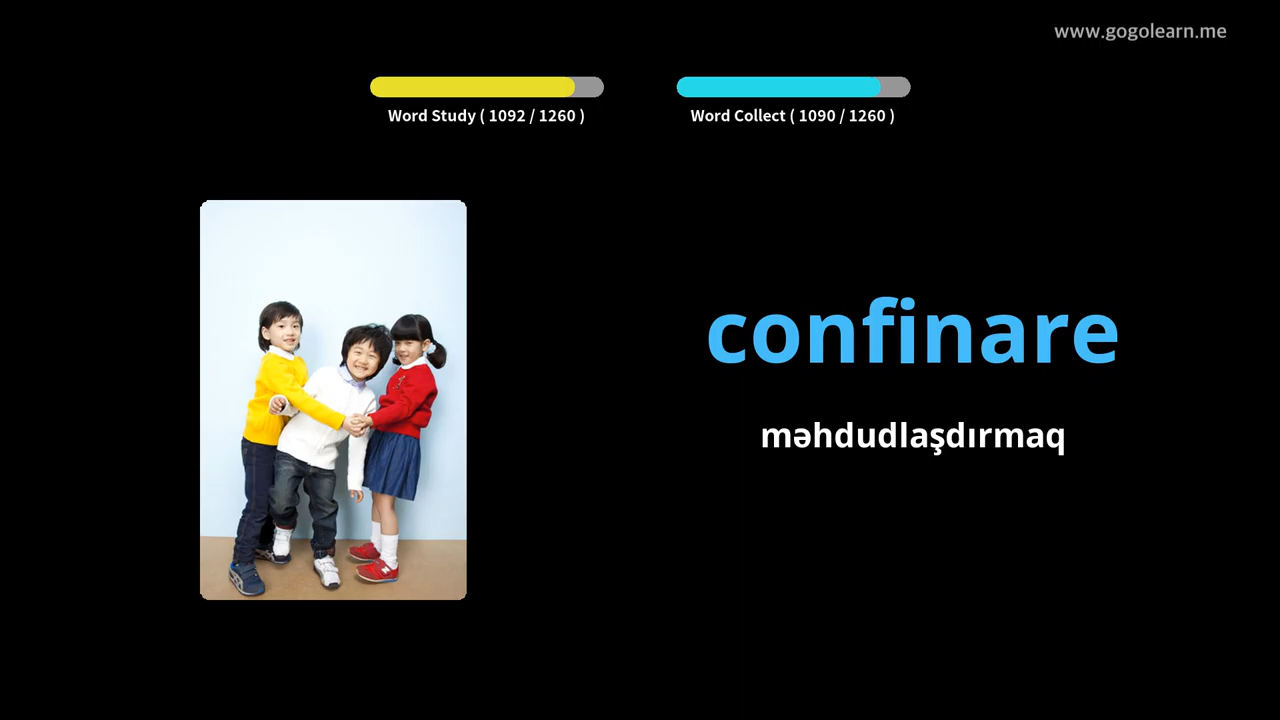 www.gogolearn.me
Word Study ( 1092 / 1260 )
Word Collect ( 1090 / 1260 )
confinare
məhdudlaşdırmaq